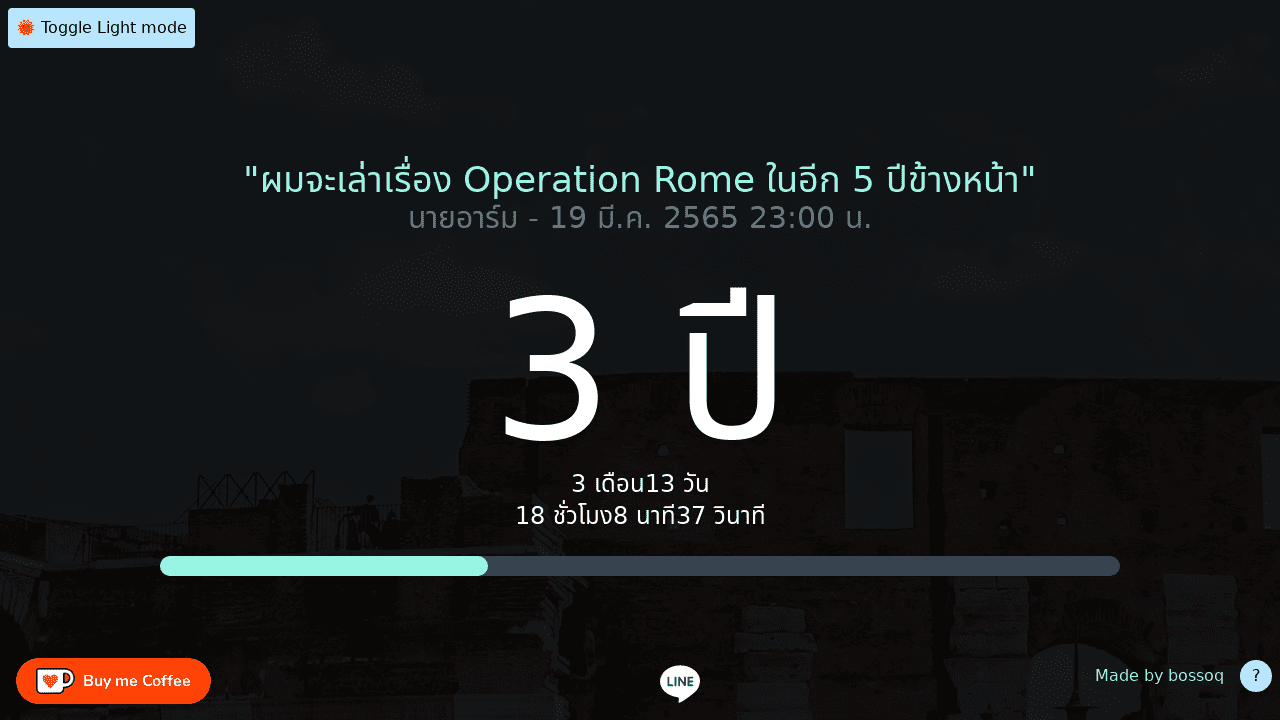 Toggle Light mode
"ผมจะเล่าเรื่อง Operation Rome ในอีก 5 ปีข้างหน้า"
นายอาร์ม - 19 มี.ค. 2565 23:00 น.
3 ปี
3 เดือน13 วัน
18 ชั่วโมง8 นาที37 วินาที
Buy me Coffee
LINE
Made by bossoq
?